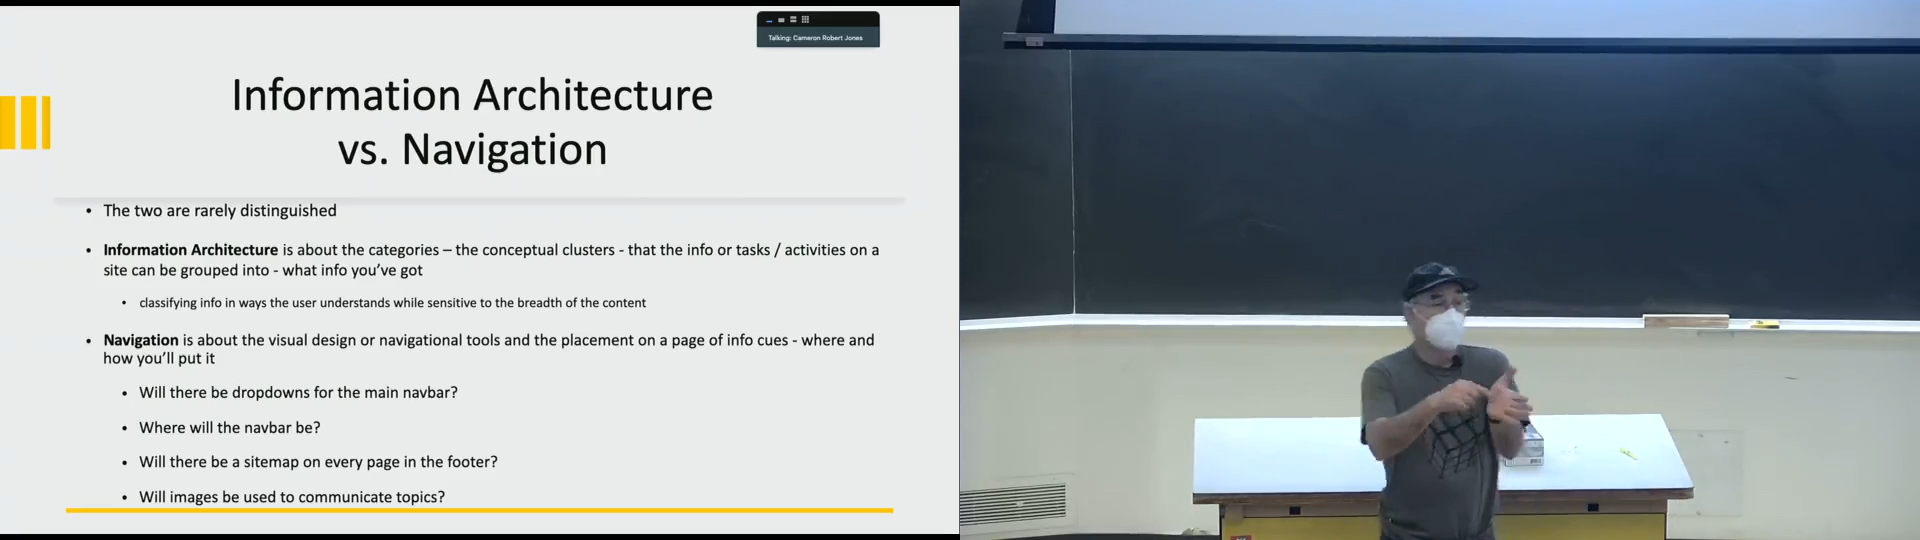 Talking: Cameron Robert Jones
Information Architecture
vs. Navigation
• The two are rarely distinguished
• Information Architecture is about the categories – the conceptual clusters - that the info or tasks / activities on a
site can be grouped into - what info you've got
• classifying info in ways the user understands while sensitive to the breadth of the content
• Navigation is about the visual design or navigational tools and the placement on a page of info cues - where and
how you'll put it
• Will there be dropdowns for the main navbar?
• Where will the navbar be?
• Will there be a sitemap on every page in the footer?
• Will images be used to communicate topics?